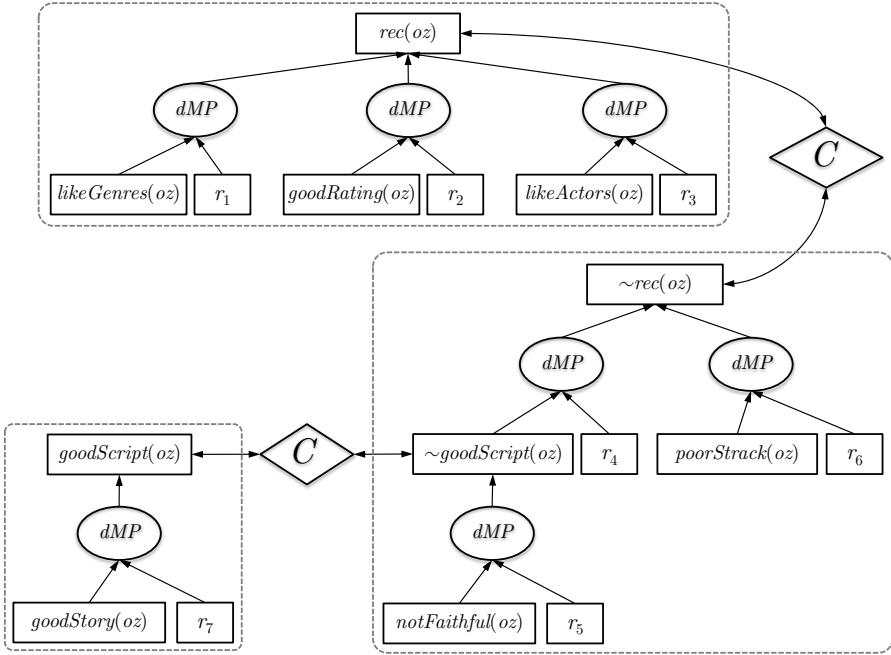 rec(oz)
dMP dMP dMP
C
likeGenres(oz) r1 goodRating(oz) r2 likeActors(oz) r3
~rec(oz)
dMP dMP
goodScript(oz) C ~goodScript(oz) r4 poorStrack(oz) r6
dMP dMP
goodStory(oz) r7 notFaithful(oz) r5